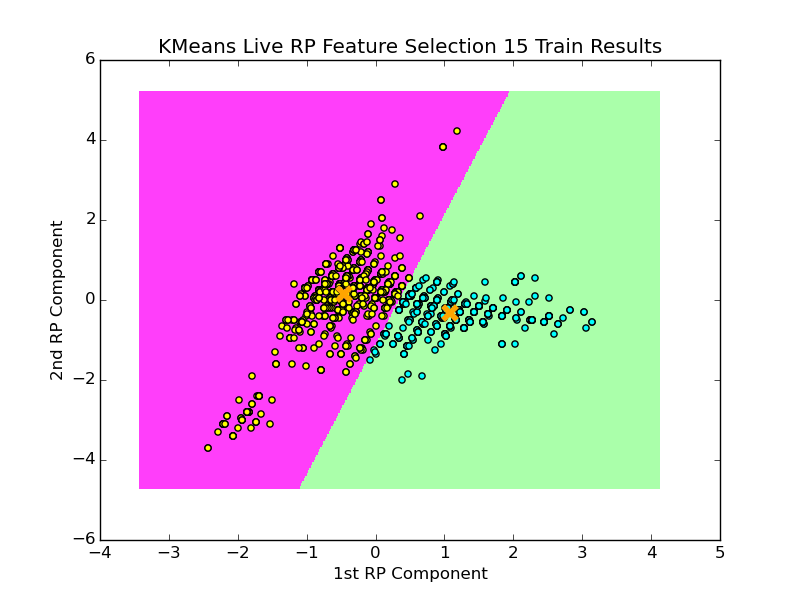 KMeans Live RP Feature Selection 15 Train Results
6
4
2
0
−2
−4
−6
2nd RP Component
−4 −3 −2 −1 0 1 2 3 4 5
1st RP Component